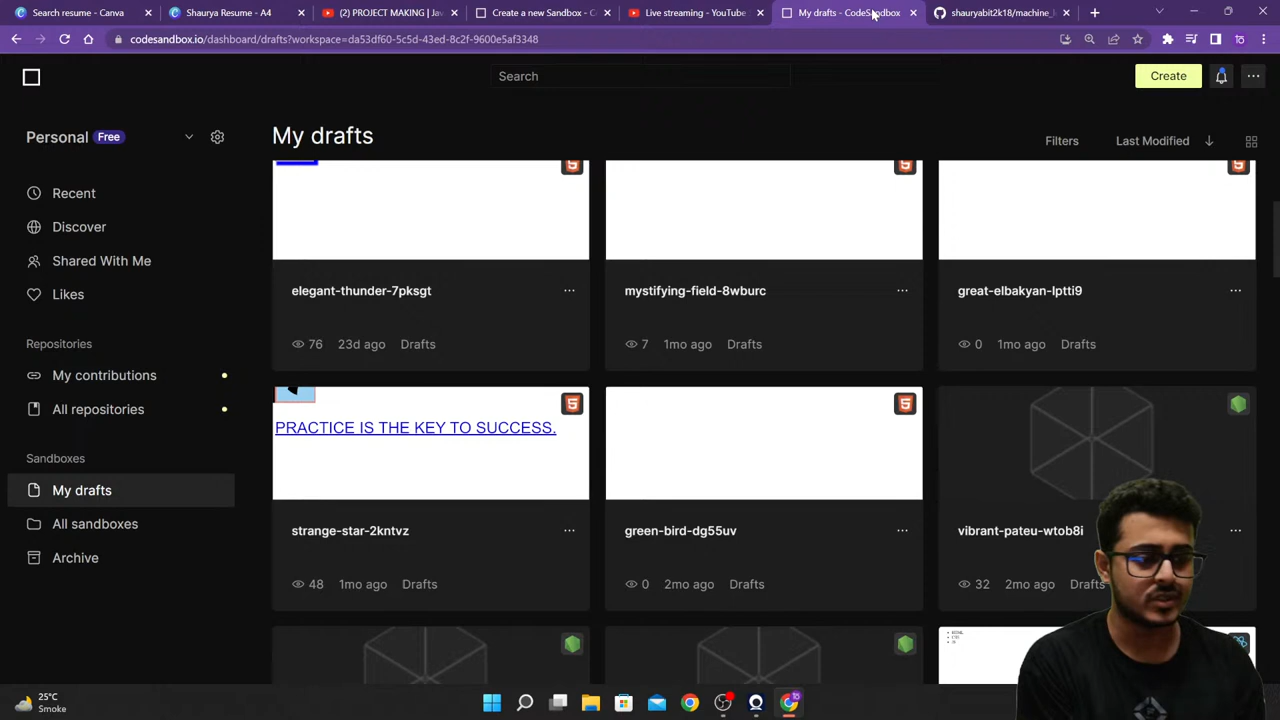 Search resume - Canva
Shaurya Resume - A4
(2) PROJECT MAKING | Jav
Create a new Sandbox - Co
Live streaming - YouTube
My drafts - CodeSandbox
shauryabit2k18/machine_l
codesandbox.io/dashboard/drafts?workspace=da53df60-5c5d-43ed-8c2f-9600e5af3348
Search
Create
Personal Free
My drafts
Filters
Last Modified
Recent
Discover
Shared With Me
Likes
Repositories
My contributions
All repositories
Sandboxes
My drafts
All sandboxes
Archive
elegant-thunder-7pksgt
76 23d ago Drafts
mystifying-field-8wburc
7 1mo ago Drafts
great-elbakyan-lptti9
0 1mo ago Drafts
PRACTICE IS THE KEY TO SUCCESS.
strange-star-2kntvz
48 1mo ago Drafts
green-bird-dg55uv
0 2mo ago Drafts
vibrant-pateu-wtob8i
32 2mo ago Drafts
25°C
Smoke